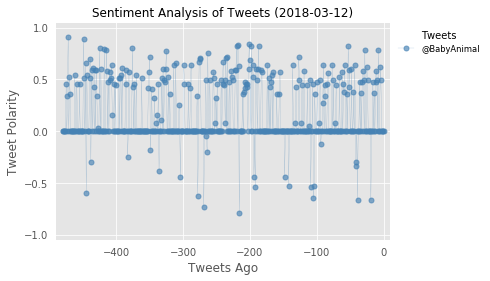 Sentiment Analysis of Tweets (2018-03-12)
Tweets
@BabyAnimal
1.0
0.5
0.0
−0.5
−1.0
Tweet Polarity
−400
−300
−200
−100
0
Tweets Ago